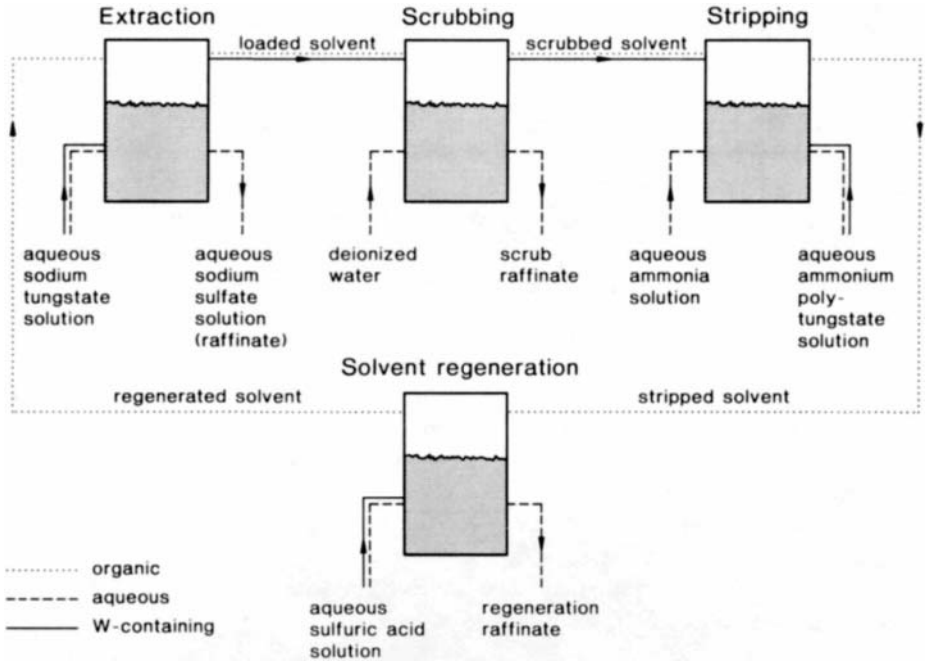 Extraction
Scrubbing
Stripping
loaded solvent
scrubbed solvent
aqueous
sodium
tungstate
solution
aqueous
sodium
sulfate
solution
(raffinate)
deionized
water
scrub
raffinate
aqueous
ammonia
solution
aqueous
ammonium
poly-
tungstate
solution
Solvent regeneration
regenerated solvent
stripped solvent
organic
aqueous
W-containing
aqueous
sulfuric acid
solution
regeneration
raffinate